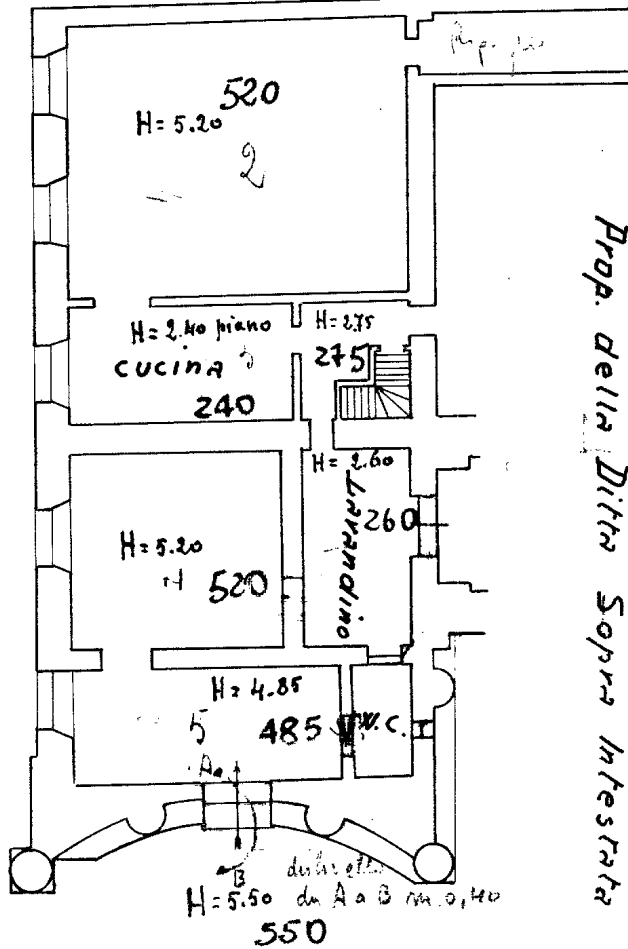 520
H= 5.20
2
H= 2.40 piano
cucina
240
H= 2.75
275
H= 2.60
260
Lavandino
H= 5.20
520
H= 4.85
5
485
W.C.
Aa
B
H= 5.50 da A a B m. 0,40
550
Prop. della Ditta Sopra Intestata